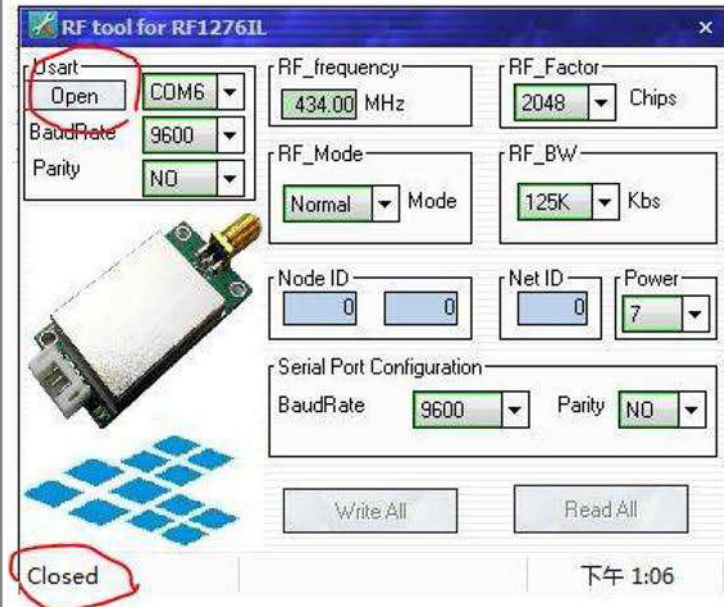 RF tool for RF1276IL
Usart
Open COM6
BaudRate 9600
Parity NO
RF_frequency
434.00 MHz
RF_Factor
2048 Chips
RF_Mode
Normal Mode
RF_BW
125K Kbs
Node ID
0 0
Net ID
0
Power
7
Serial Port Configuration
BaudRate 9600 Parity NO
Write All Read All
Closed 下午 1:06